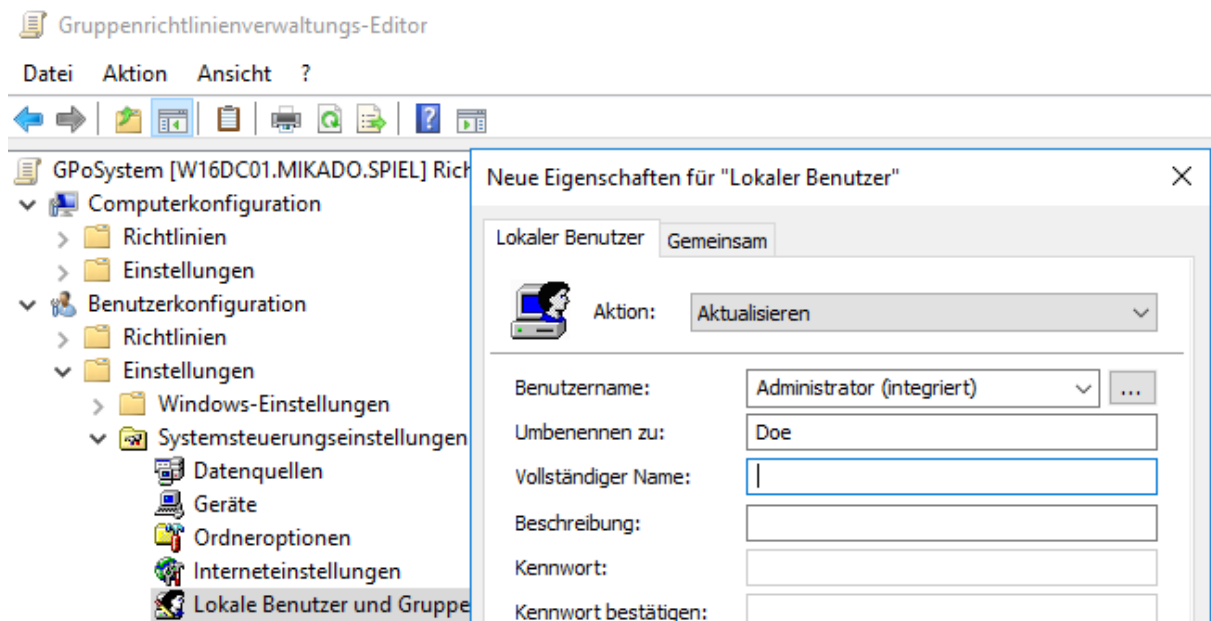 Gruppenrichtlinienverwaltungs-Editor
Datei Aktion Ansicht ?
GPoSystem [W16DC01.MIKADO.SPIEL] Rich
Computerkonfiguration
Richtlinien
Einstellungen
Benutzerkonfiguration
Richtlinien
Einstellungen
Windows-Einstellungen
Systemsteuerungseinstellungen
Datenquellen
Geräte
Ordneroptionen
Interneteinstellungen
Lokale Benutzer und Gruppe
Neue Eigenschaften für "Lokaler Benutzer"
Lokaler Benutzer Gemeinsam
Aktion: Aktualisieren
Benutzername: Administrator (integriert) ...
Umbenennen zu: Doe
Vollständiger Name:
Beschreibung:
Kennwort:
Kennwort bestätigen: